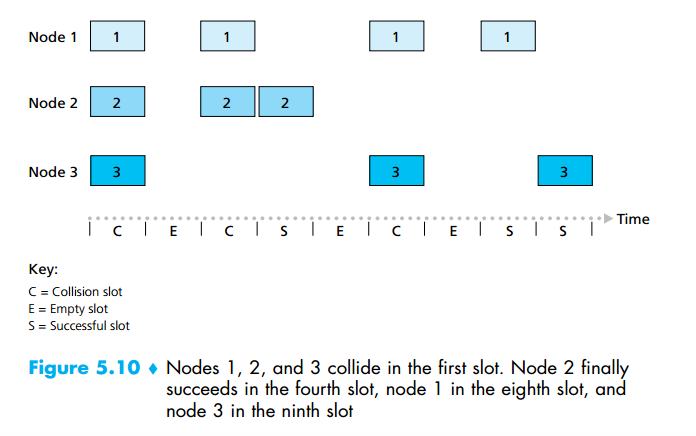 Node 1 1 1 1 1
Node 2 2 2 2
Node 3 3 3 3
Time
C E C S E C E S S
Key:
C = Collision slot
E = Empty slot
S = Successful slot
Figure 5.10 ♦ Nodes 1, 2, and 3 collide in the first slot. Node 2 finally
succeeds in the fourth slot, node 1 in the eighth slot, and
node 3 in the ninth slot